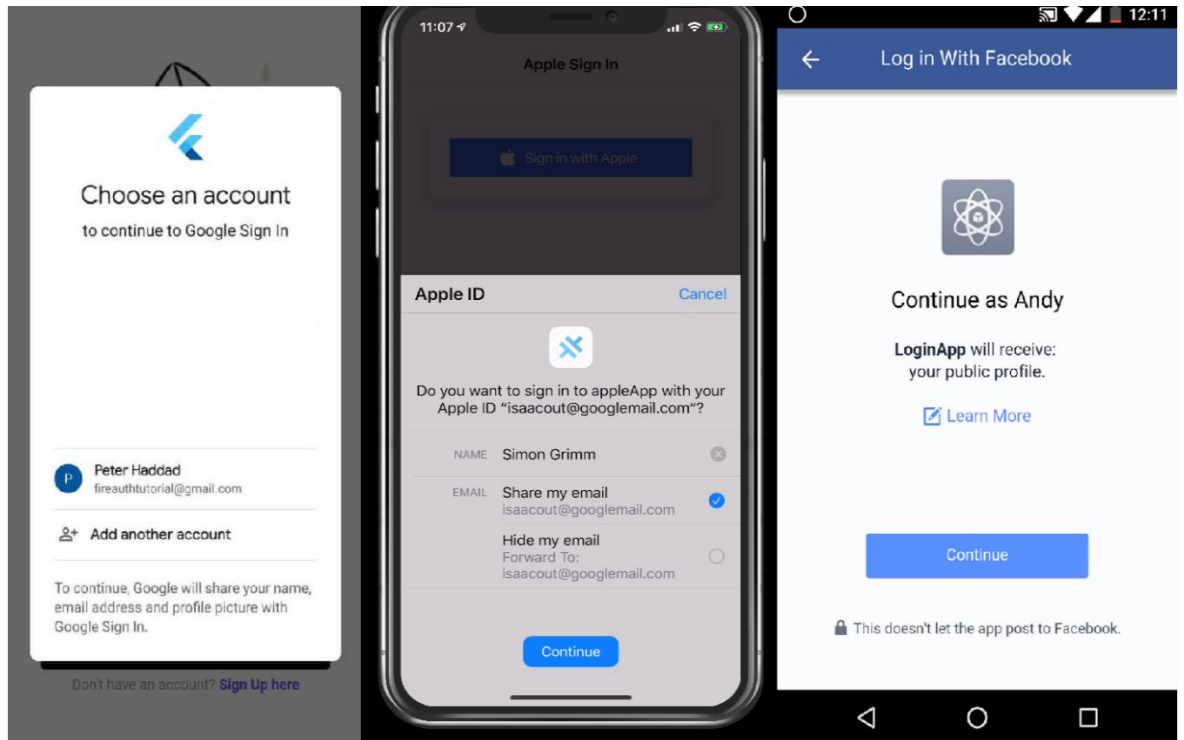 Choose an account
to continue to Google Sign In
P
Peter Haddad
fireauthtutorial@gmail.com
Add another account
To continue, Google will share your name,
email address and profile picture with
Google Sign In.
Don't have an account? Sign Up here
11:07
Apple Sign In
Sign in with Apple
Apple ID
Cancel
Do you want to sign in to appleApp with your
Apple ID "isaacout@googlemail.com"?
NAME Simon Grimm
EMAIL Share my email
isaacout@googlemail.com
Hide my email
Forward To:
isaacout@googlemail.com
Continue
12:11
Log in With Facebook
Continue as Andy
LoginApp will receive:
your public profile.
Learn More
Continue
This doesn't let the app post to Facebook.